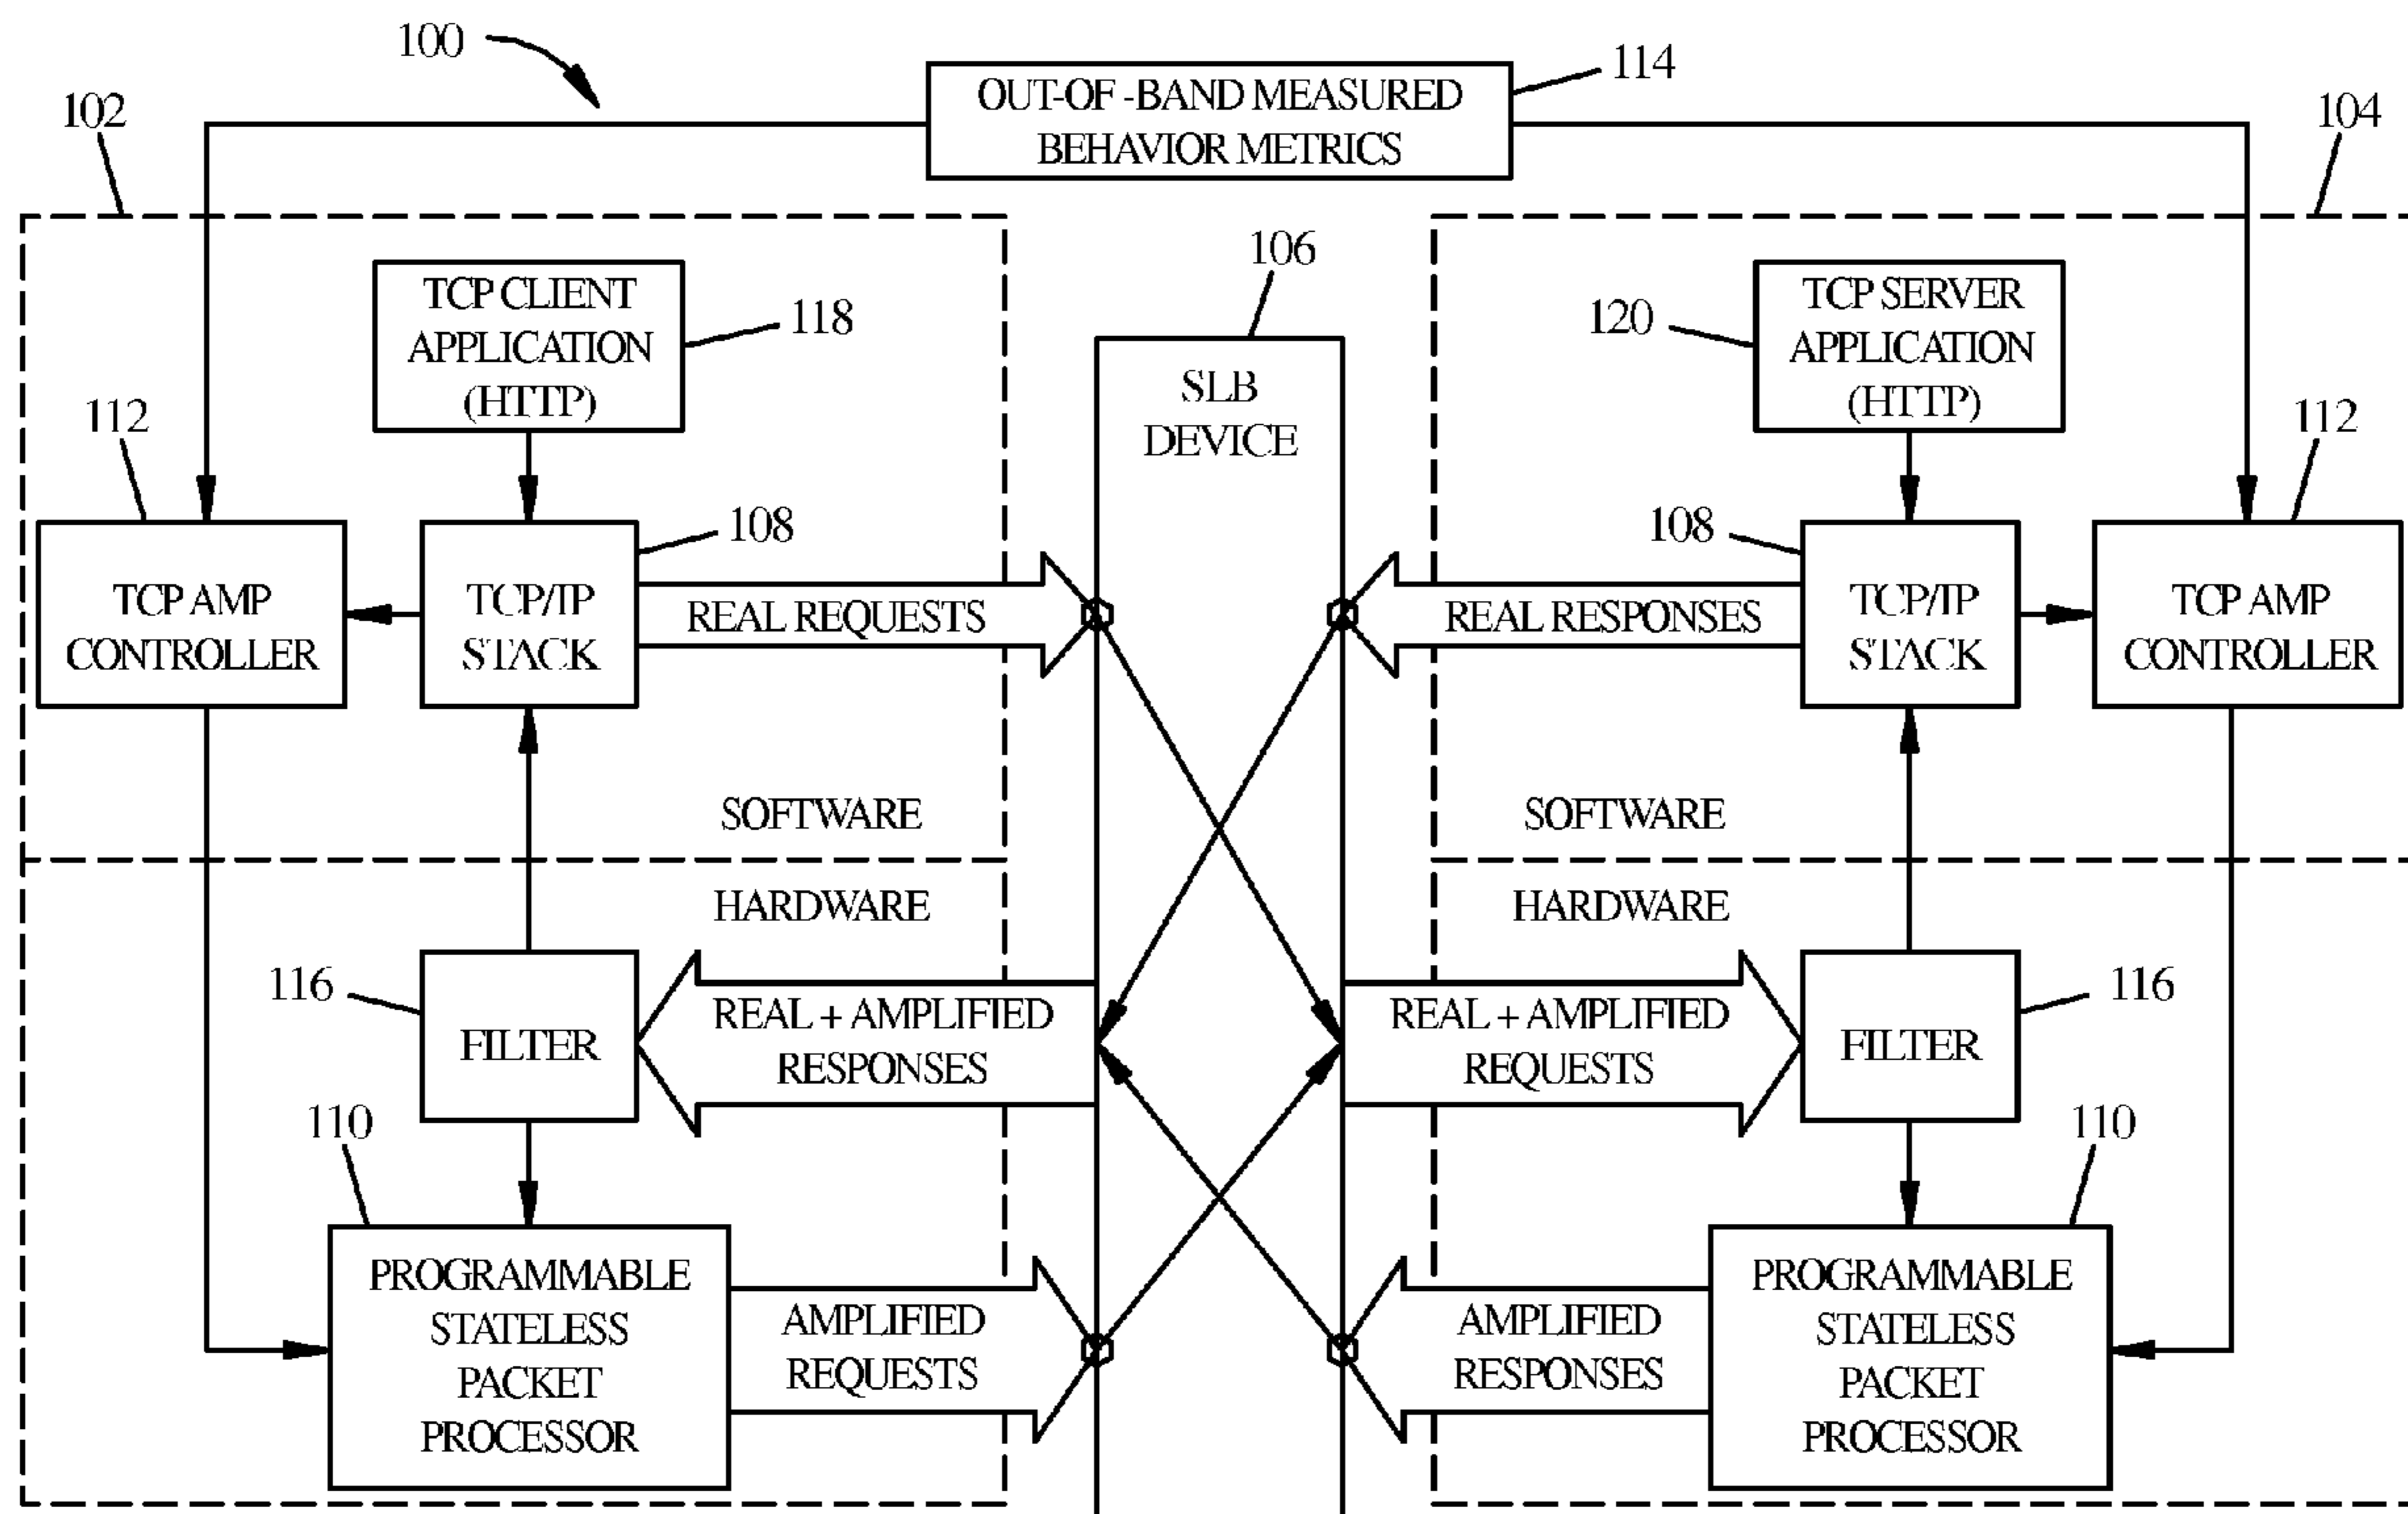 100
OUT-OF -BAND MEASURED
BEHAVIOR METRICS
114
102
104
106
TCP CLIENT
APPLICATION
(HTTP)
118
120
TCP SERVER
APPLICATION
(HTTP)
SLB
DEVICE
112
112
108
108
TCP AMP
CONTROLLER
TCP/IP
STACK
REAL REQUESTS
REAL RESPONSES
TCP/IP
STACK
TCP AMP
CONTROLLER
SOFTWARE
SOFTWARE
HARDWARE
HARDWARE
116
FILTER
REAL + AMPLIFIED
RESPONSES
REAL + AMPLIFIED
REQUESTS
FILTER
116
110
110
PROGRAMMABLE
STATELESS
PACKET
PROCESSOR
AMPLIFIED
REQUESTS
AMPLIFIED
RESPONSES
PROGRAMMABLE
STATELESS
PACKET
PROCESSOR